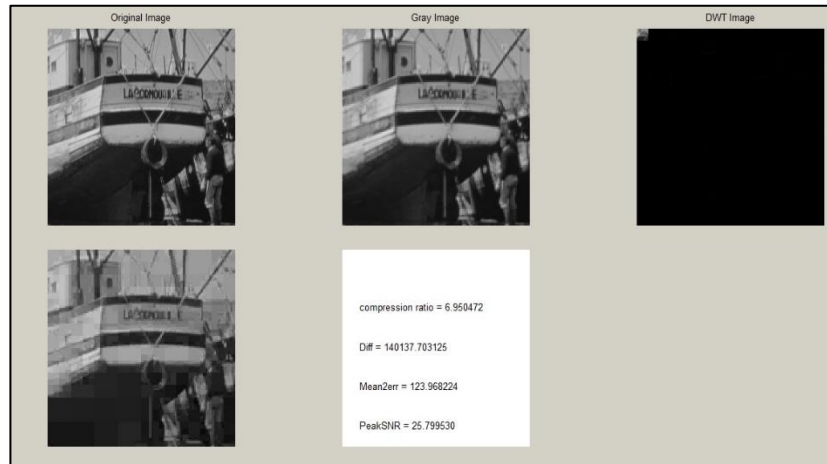 Original Image
Gray Image
DWT Image
compression ratio = 6.950472
Diff = 140137.703125
Mean2err = 123.968224
PeakSNR = 25.799530